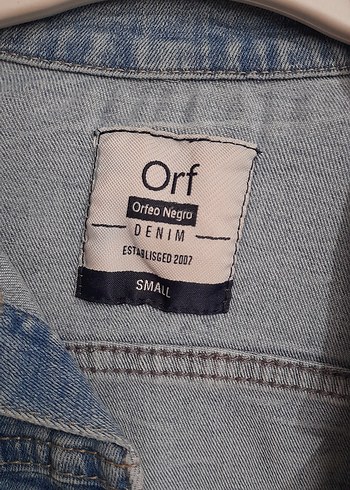 Orf
Orfeo Negro
DENIM
ESTABLISGED 2007
SMALL